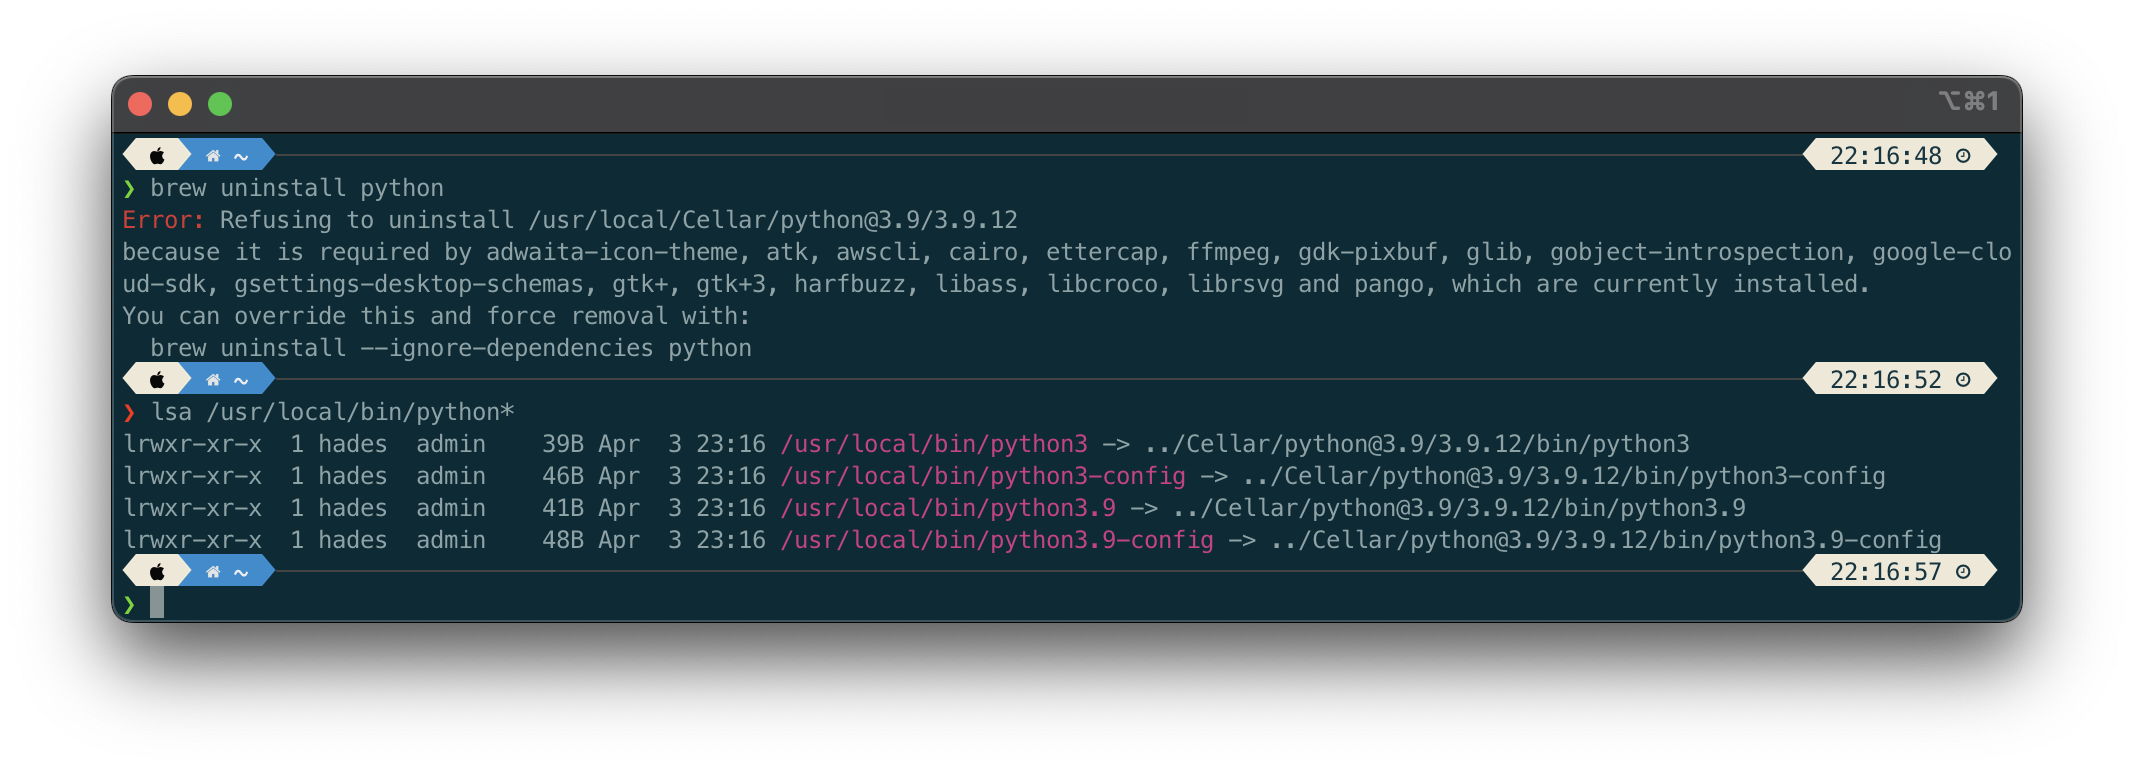 ⌥⌘1
~ 22:16:48
❯ brew uninstall python
Error: Refusing to uninstall /usr/local/Cellar/python@3.9/3.9.12
because it is required by adwaita-icon-theme, atk, awscli, cairo, ettercap, ffmpeg, gdk-pixbuf, glib, gobject-introspection, google-clo
ud-sdk, gsettings-desktop-schemas, gtk+, gtk+3, harfbuzz, libass, libcroco, librsvg and pango, which are currently installed.
You can override this and force removal with:
  brew uninstall --ignore-dependencies python
~ 22:16:52
❯ lsa /usr/local/bin/python*
lrwxr-xr-x  1 hades  admin    39B Apr  3 23:16 /usr/local/bin/python3 -> ../Cellar/python@3.9/3.9.12/bin/python3
lrwxr-xr-x  1 hades  admin    46B Apr  3 23:16 /usr/local/bin/python3-config -> ../Cellar/python@3.9/3.9.12/bin/python3-config
lrwxr-xr-x  1 hades  admin    41B Apr  3 23:16 /usr/local/bin/python3.9 -> ../Cellar/python@3.9/3.9.12/bin/python3.9
lrwxr-xr-x  1 hades  admin    48B Apr  3 23:16 /usr/local/bin/python3.9-config -> ../Cellar/python@3.9/3.9.12/bin/python3.9-config
~ 22:16:57
❯